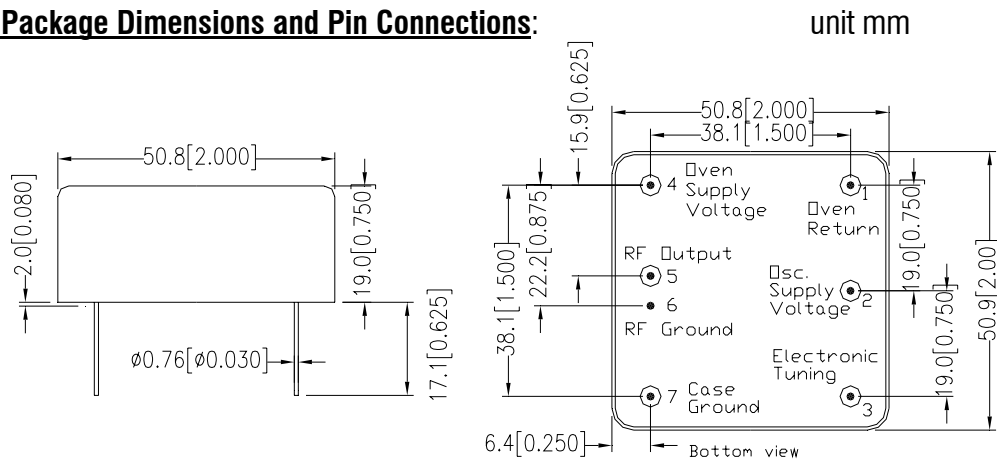 Package Dimensions and Pin Connections: unit mm
50.8[2.000]
2.0[0.080]
19.0[0.750]
17.1[0.625]
ø0.76[ø0.030]
15.9[0.625]
50.8[2.000]
38.1[1.500]
22.2[0.875]
38.1[1.500]
4 Oven
Supply
Voltage
1
Oven
Return
RF Output
5
6
RF Ground
Osc.
Supply
Voltage
2
Electronic
Tuning
3
7 Case
Ground
19.0[0.750]
19.0[0.750]
50.9[2.00]
6.4[0.250]
Bottom view